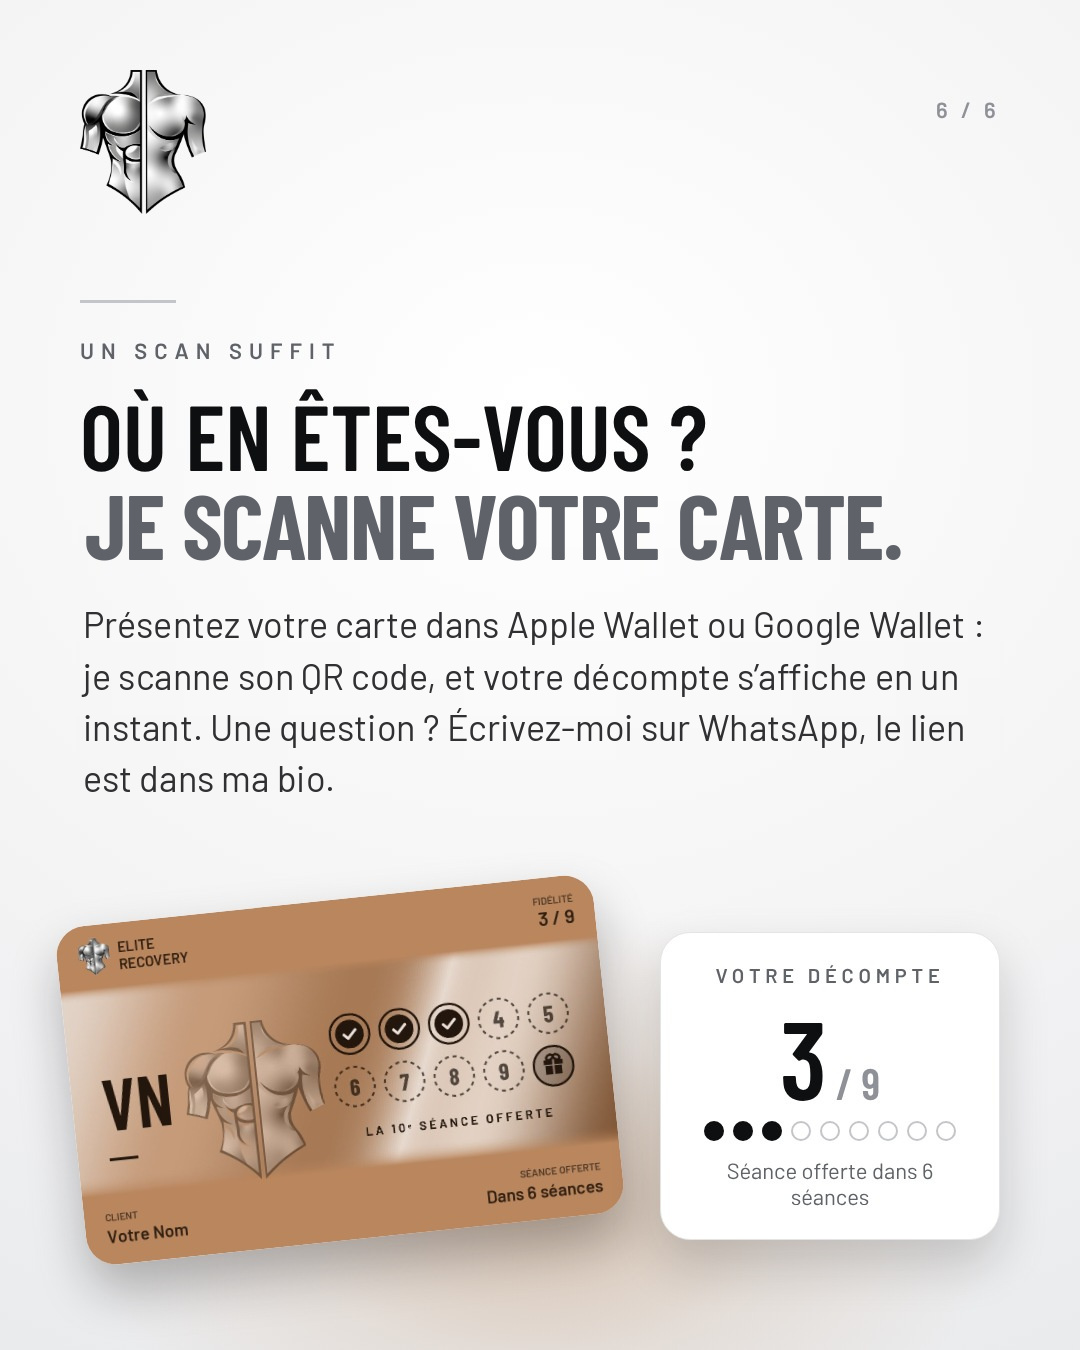 6 / 6
UN SCAN SUFFIT
OÙ EN ÊTES-VOUS ?
JE SCANNE VOTRE CARTE.
Présentez votre carte dans Apple Wallet ou Google Wallet :
je scanne son QR code, et votre décompte s’affiche en un
instant. Une question ? Écrivez-moi sur WhatsApp, le lien
est dans ma bio.
ELITE
RECOVERY
FIDÉLITÉ
3 / 9
VN
4 5
6 7 8 9
LA 10ᵉ SÉANCE OFFERTE
CLIENT
Votre Nom
SÉANCE OFFERTE
Dans 6 séances
VOTRE DÉCOMPTE
3 / 9
Séance offerte dans 6
séances